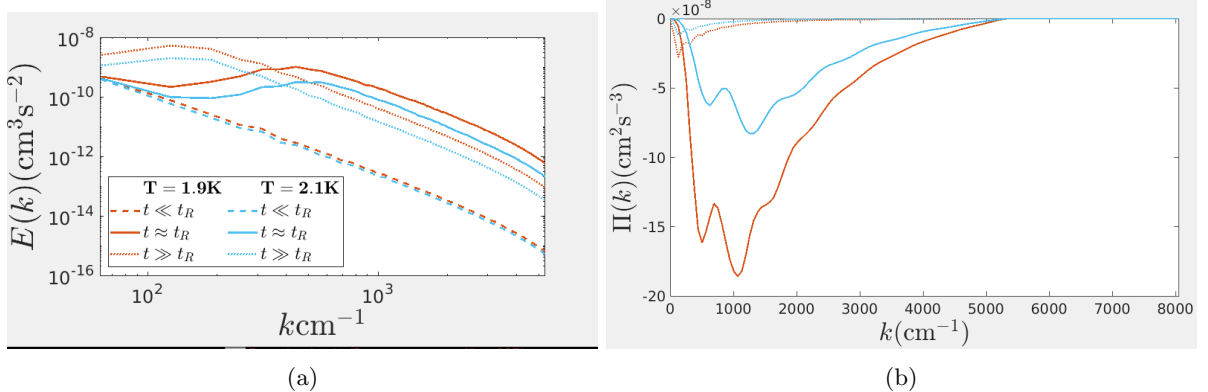 10^-8
10^-10
10^-12
10^-14
10^-16
E(k)(cm^3s^-2)
T = 1.9K T = 2.1K
t ≪ t_R t ≪ t_R
t ≈ t_R t ≈ t_R
t ≫ t_R t ≫ t_R
10^2 10^3
kcm^-1
(a)
×10^-8
0
-5
-10
-15
-20
Π(k)(cm^2s^-3)
0 1000 2000 3000 4000 5000 6000 7000 8000
k(cm^-1)
(b)